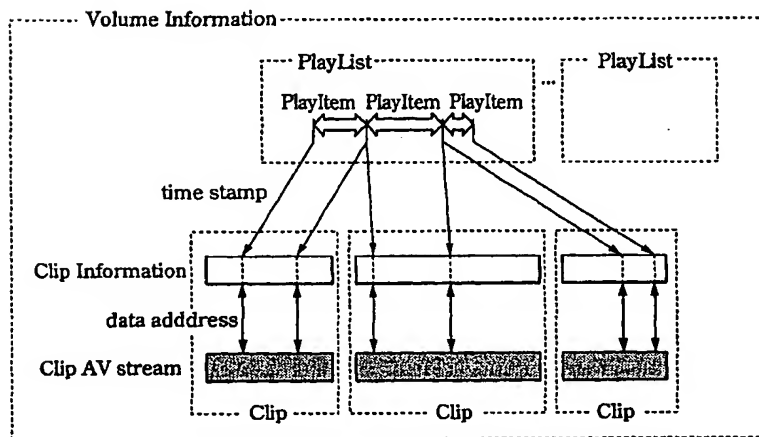 Volume Information
PlayList
PlayList
...
PlayItem PlayItem PlayItem
time stamp
Clip Information
data adddress
Clip AV stream
Clip
Clip
Clip